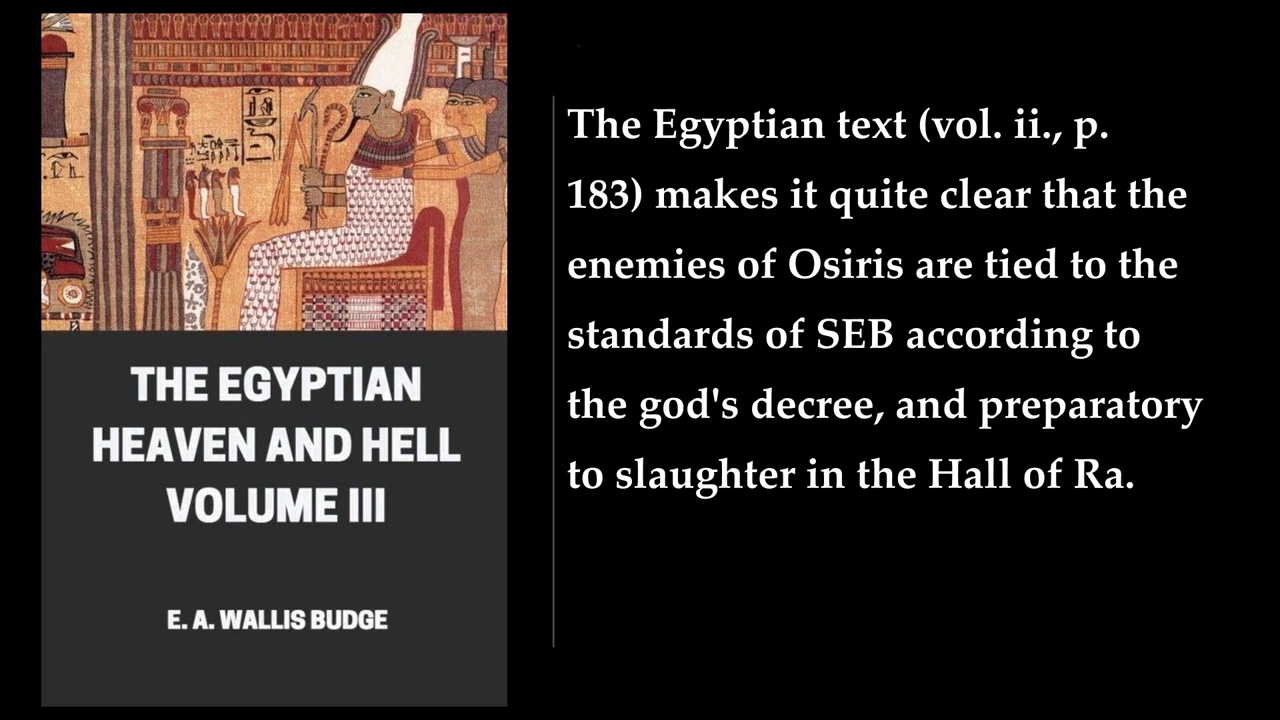 THE EGYPTIAN
HEAVEN AND HELL
VOLUME III
E. A. WALLIS BUDGE
The Egyptian text (vol. ii., p.
183) makes it quite clear that the
enemies of Osiris are tied to the
standards of SEB according to
the god's decree, and preparatory
to slaughter in the Hall of Ra.